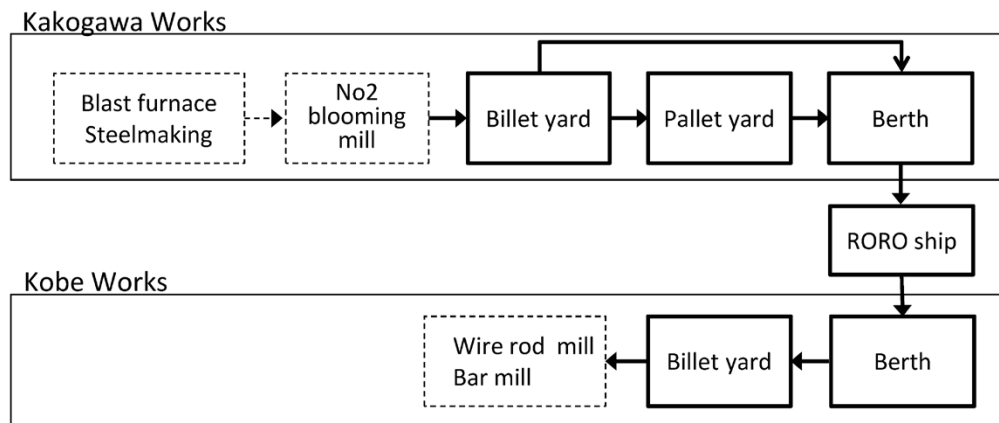 Kakogawa Works
Blast furnace
Steelmaking
No2
blooming
mill
Billet yard
Pallet yard
Berth
RORO ship
Kobe Works
Wire rod mill
Bar mill
Billet yard
Berth